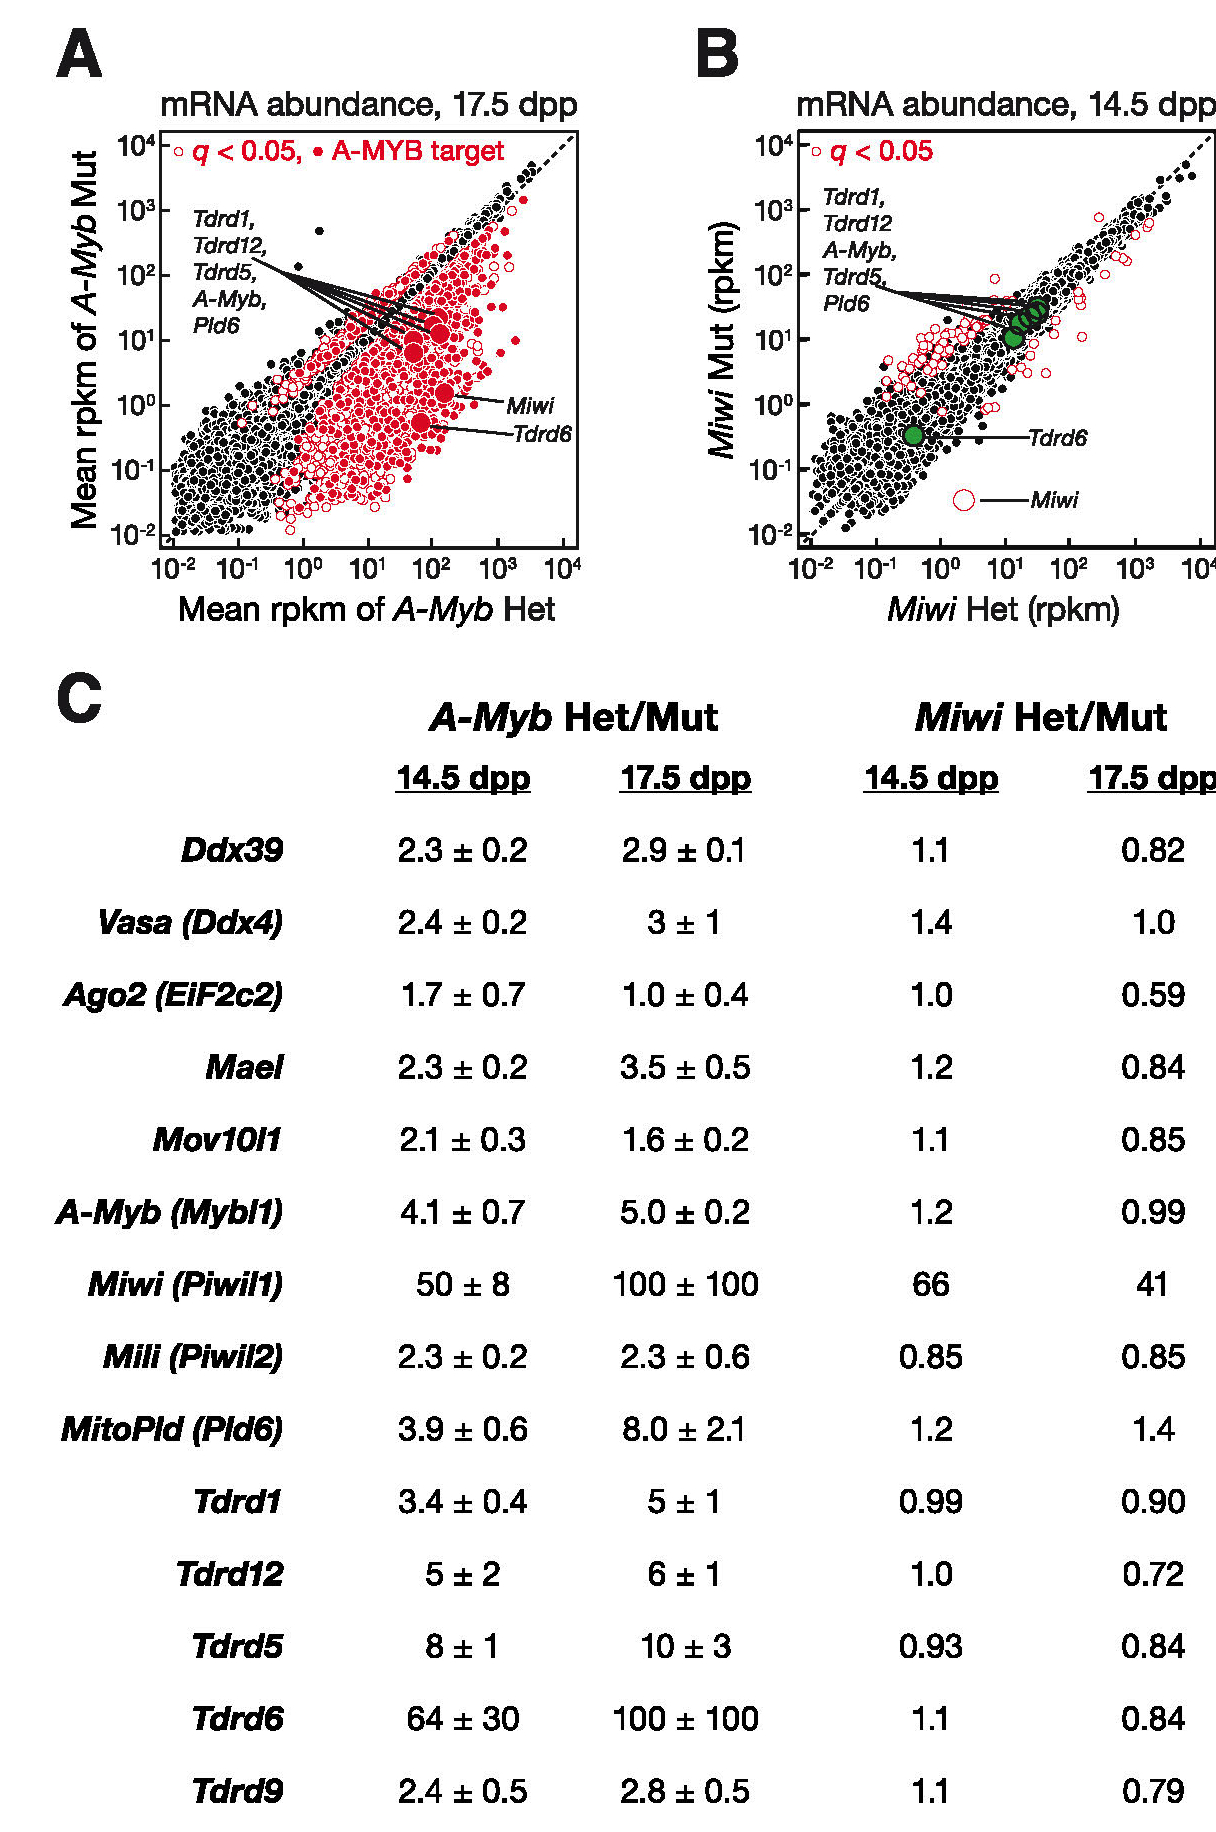 A
mRNA abundance, 17.5 dpp
Mean rpkm of A-Myb Mut
10⁴
10³
10²
10¹
10⁰
10⁻¹
10⁻²
q < 0.05, A-MYB target
Tdrd1,
Tdrd12,
Tdrd5,
A-Myb,
Pld6
Miwi
Tdrd6
10⁻² 10⁻¹ 10⁰ 10¹ 10² 10³ 10⁴
Mean rpkm of A-Myb Het
B
mRNA abundance, 14.5 dpp
Miwi Mut (rpkm)
10⁴
10³
10²
10¹
10⁰
10⁻¹
10⁻²
q < 0.05
Tdrd1,
Tdrd12
A-Myb,
Tdrd5,
Pld6
Tdrd6
Miwi
10⁻² 10⁻¹ 10⁰ 10¹ 10² 10³ 10⁴
Miwi Het (rpkm)
C
A-Myb Het/Mut Miwi Het/Mut
14.5 dpp 17.5 dpp 14.5 dpp 17.5 dpp
Ddx39 2.3 ± 0.2 2.9 ± 0.1 1.1 0.82
Vasa (Ddx4) 2.4 ± 0.2 3 ± 1 1.4 1.0
Ago2 (EiF2c2) 1.7 ± 0.7 1.0 ± 0.4 1.0 0.59
Mael 2.3 ± 0.2 3.5 ± 0.5 1.2 0.84
Mov10l1 2.1 ± 0.3 1.6 ± 0.2 1.1 0.85
A-Myb (Mybl1) 4.1 ± 0.7 5.0 ± 0.2 1.2 0.99
Miwi (Piwil1) 50 ± 8 100 ± 100 66 41
Mili (Piwil2) 2.3 ± 0.2 2.3 ± 0.6 0.85 0.85
MitoPld (Pld6) 3.9 ± 0.6 8.0 ± 2.1 1.2 1.4
Tdrd1 3.4 ± 0.4 5 ± 1 0.99 0.90
Tdrd12 5 ± 2 6 ± 1 1.0 0.72
Tdrd5 8 ± 1 10 ± 3 0.93 0.84
Tdrd6 64 ± 30 100 ± 100 1.1 0.84
Tdrd9 2.4 ± 0.5 2.8 ± 0.5 1.1 0.79